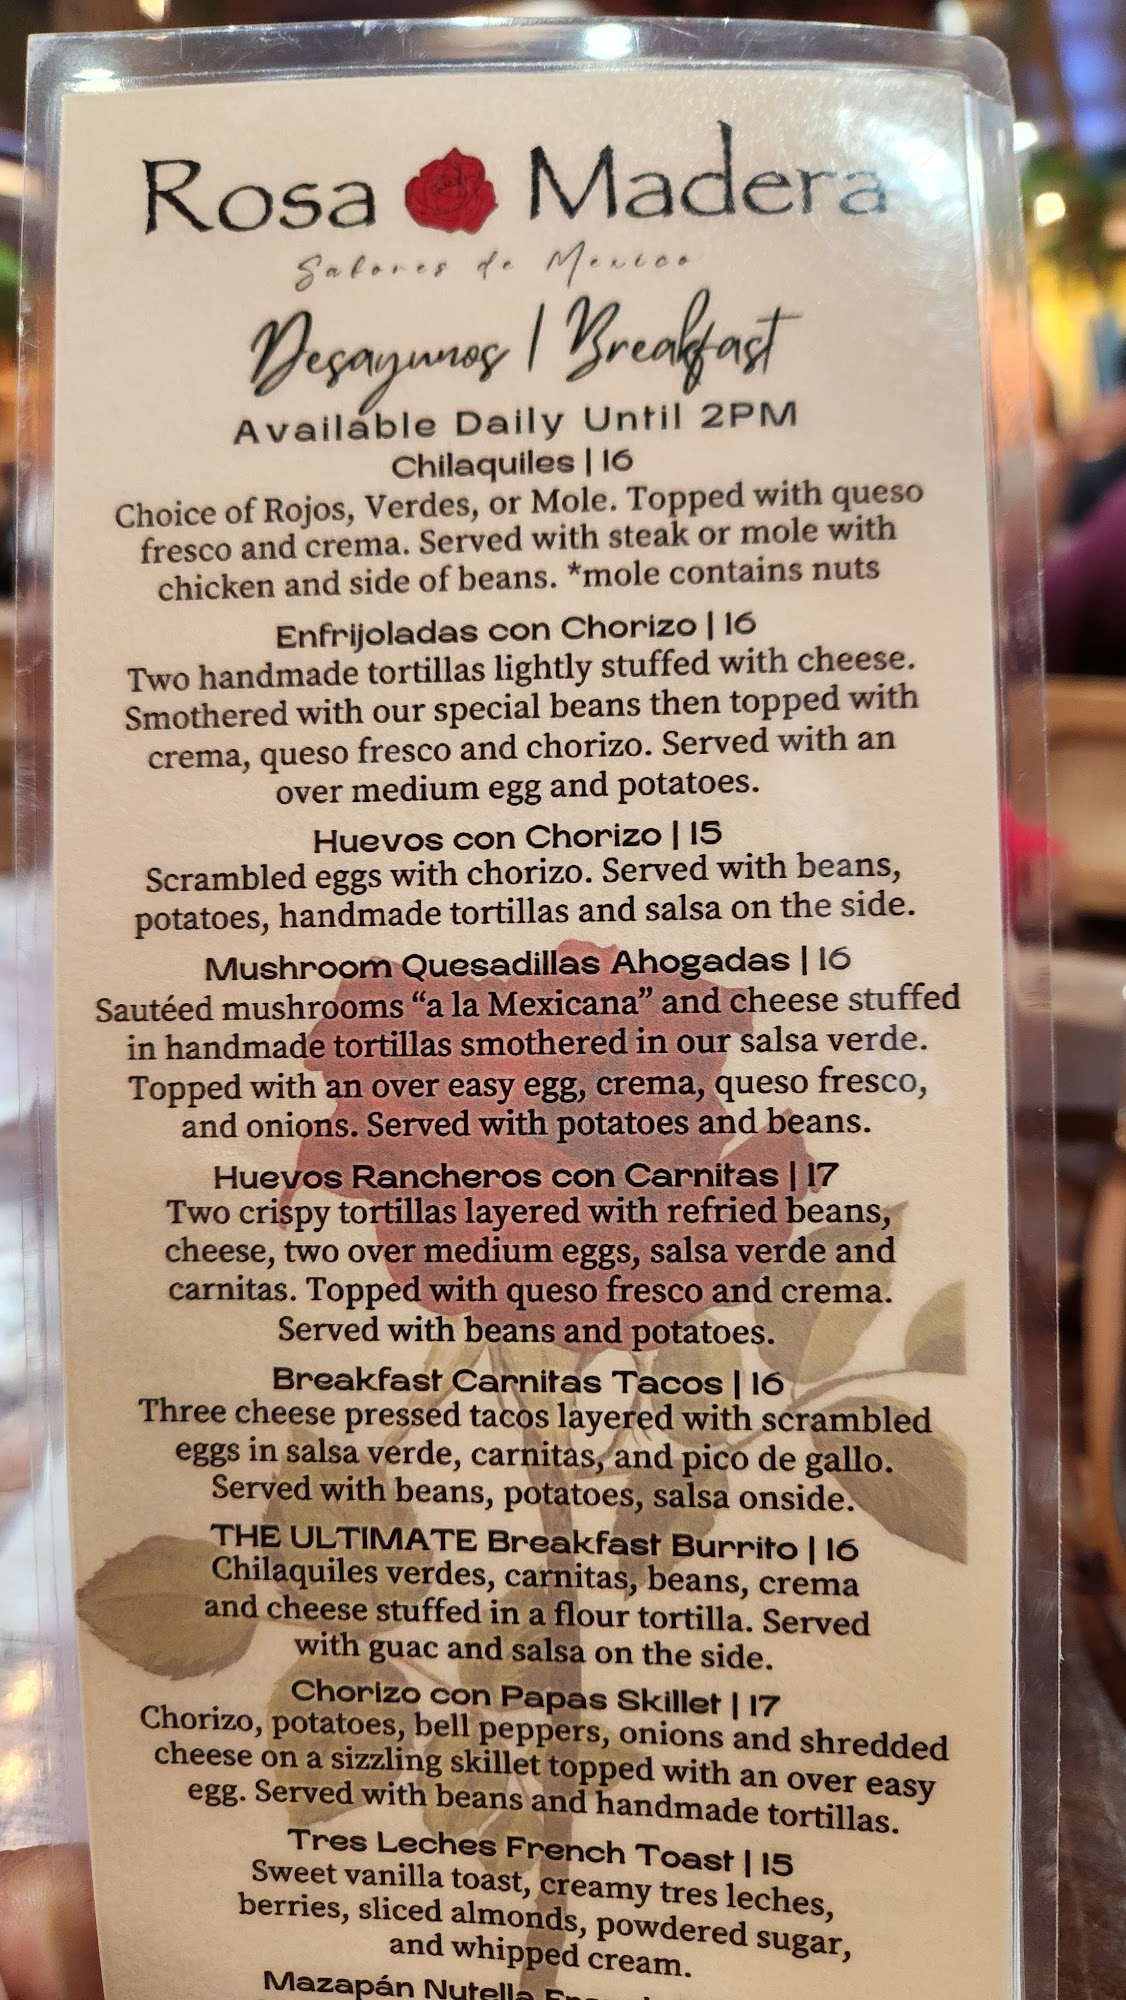 Rosa Madera
Sabores de Mexico
Desayunos | Breakfast
Available Daily Until 2PM
Chilaquiles | 16
Choice of Rojos, Verdes, or Mole. Topped with queso
fresco and crema. Served with steak or mole with
chicken and side of beans. *mole contains nuts
Enfrijoladas con Chorizo | 16
Two handmade tortillas lightly stuffed with cheese.
Smothered with our special beans then topped with
crema, queso fresco and chorizo. Served with an
over medium egg and potatoes.
Huevos con Chorizo | 15
Scrambled eggs with chorizo. Served with beans,
potatoes, handmade tortillas and salsa on the side.
Mushroom Quesadillas Ahogadas | 16
Sautéed mushrooms “a la Mexicana” and cheese stuffed
in handmade tortillas smothered in our salsa verde.
Topped with an over easy egg, crema, queso fresco,
and onions. Served with potatoes and beans.
Huevos Rancheros con Carnitas | 17
Two crispy tortillas layered with refried beans,
cheese, two over medium eggs, salsa verde and
carnitas. Topped with queso fresco and crema.
Served with beans and potatoes.
Breakfast Carnitas Tacos | 16
Three cheese pressed tacos layered with scrambled
eggs in salsa verde, carnitas, and pico de gallo.
Served with beans, potatoes, salsa onside.
THE ULTIMATE Breakfast Burrito | 16
Chilaquiles verdes, carnitas, beans, crema
and cheese stuffed in a flour tortilla. Served
with guac and salsa on the side.
Chorizo con Papas Skillet | 17
Chorizo, potatoes, bell peppers, onions and shredded
cheese on a sizzling skillet topped with an over easy
egg. Served with beans and handmade tortillas.
Tres Leches French Toast | 15
Sweet vanilla toast, creamy tres leches,
berries, sliced almonds, powdered sugar,
and whipped cream.
Mazapán Nutella